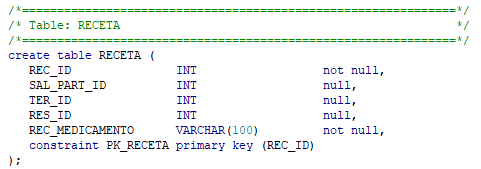 /*==============================================================*/
/* Table: RECETA                                                */
/*==============================================================*/
create table RECETA (
   REC_ID               INT                  not null,
   SAL_PART_ID          INT                  null,
   TER_ID               INT                  null,
   RES_ID               INT                  null,
   REC_MEDICAMENTO      VARCHAR(100)         not null,
   constraint PK_RECETA primary key (REC_ID)
);